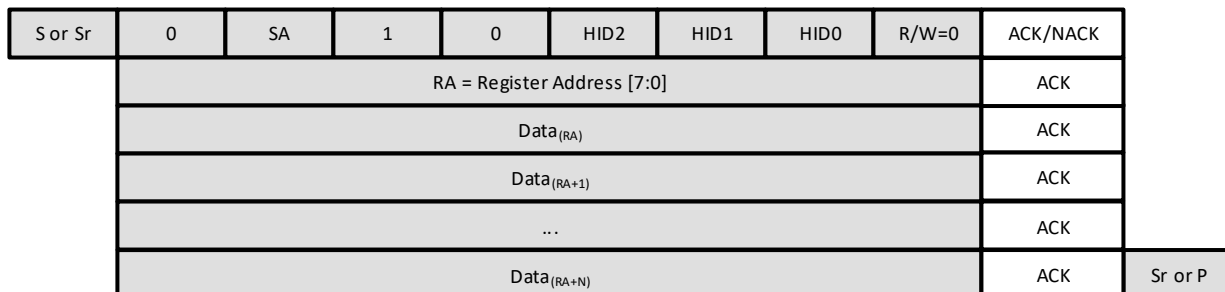 S or Sr 0 SA 1 0 HID2 HID1 HID0 R/W=0 ACK/NACK
RA = Register Address [7:0] ACK
Data(RA) ACK
Data(RA+1) ACK
... ACK
Data(RA+N) ACK Sr or P